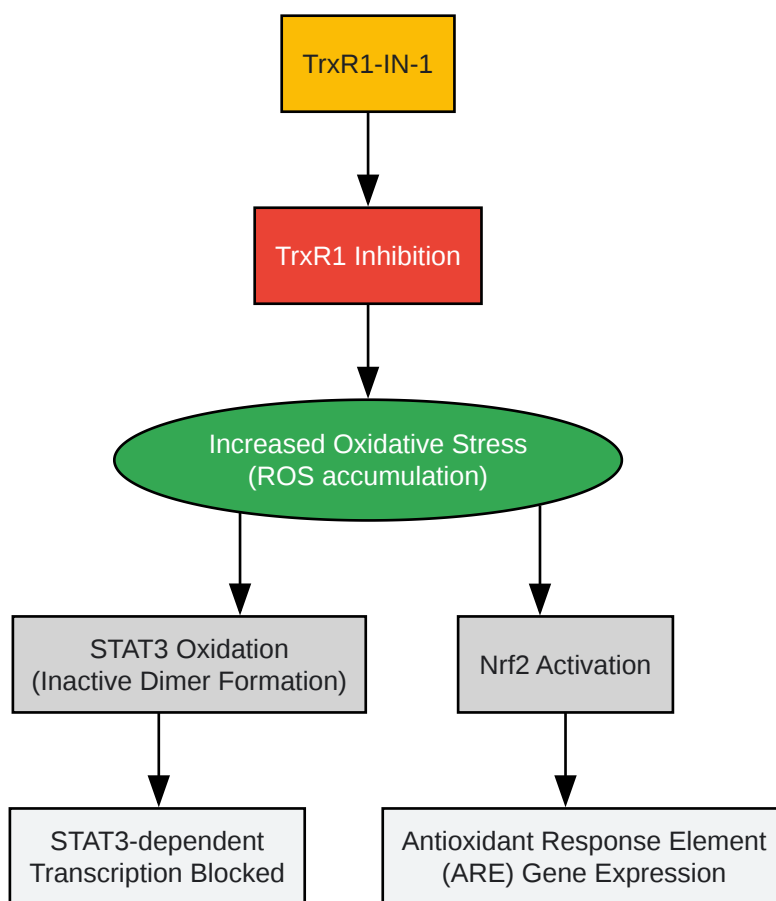 TrxR1-IN-1
TrxR1 Inhibition
Increased Oxidative Stress
(ROS accumulation)
STAT3 Oxidation
(Inactive Dimer Formation)
Nrf2 Activation
STAT3-dependent
Transcription Blocked
Antioxidant Response Element
(ARE) Gene Expression